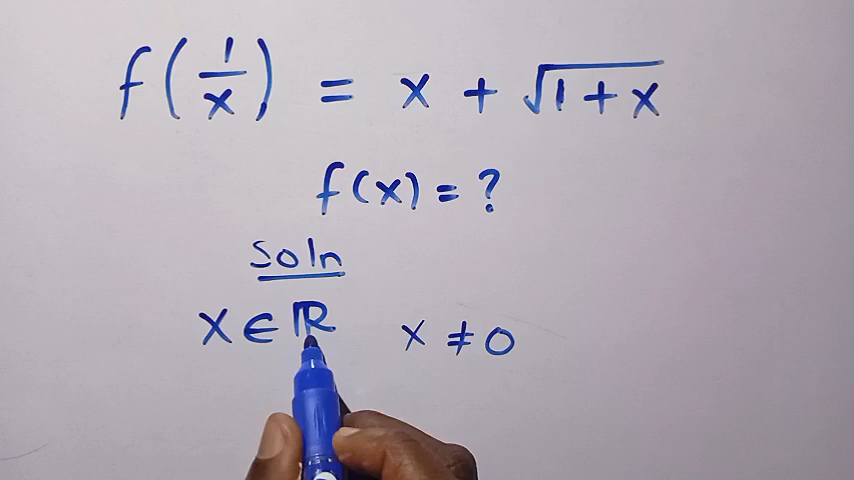 f(1/x) = x + √1 + x
f(x) = ?
Soln
x ∈ ℝ x ≠ 0